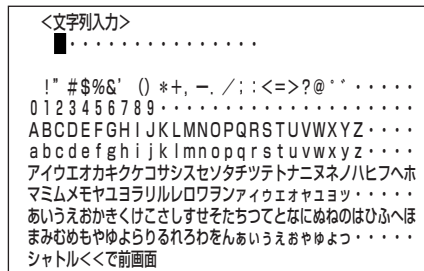 <文字列入力>
■・・・・・・・・・・・・・・・
!"#$%&' ()*+,-./;:<=>?@゜゛・・・・・
0123456789・・・・・・・・・・・・・・・・・・・・
ABCDEFGHIJKLMNOPQRSTUVWXYZ・・・・
abcdefghijklmnopqrstuvwxyz・・・・
アイウエオカキクケコサシスセソタチツテトナニヌネノハヒフヘホ
マミムメモヤユヨラリルレロワヲンアィゥェォャュョッ・・・・・
あいうえおかきくけこさしすせそたちつてとなにぬねのはひふへほ
まみむめもやゆよらりるれろわをんぁぃぅぇぉゃゅょっ・・・・・
シャトル<<で前画面